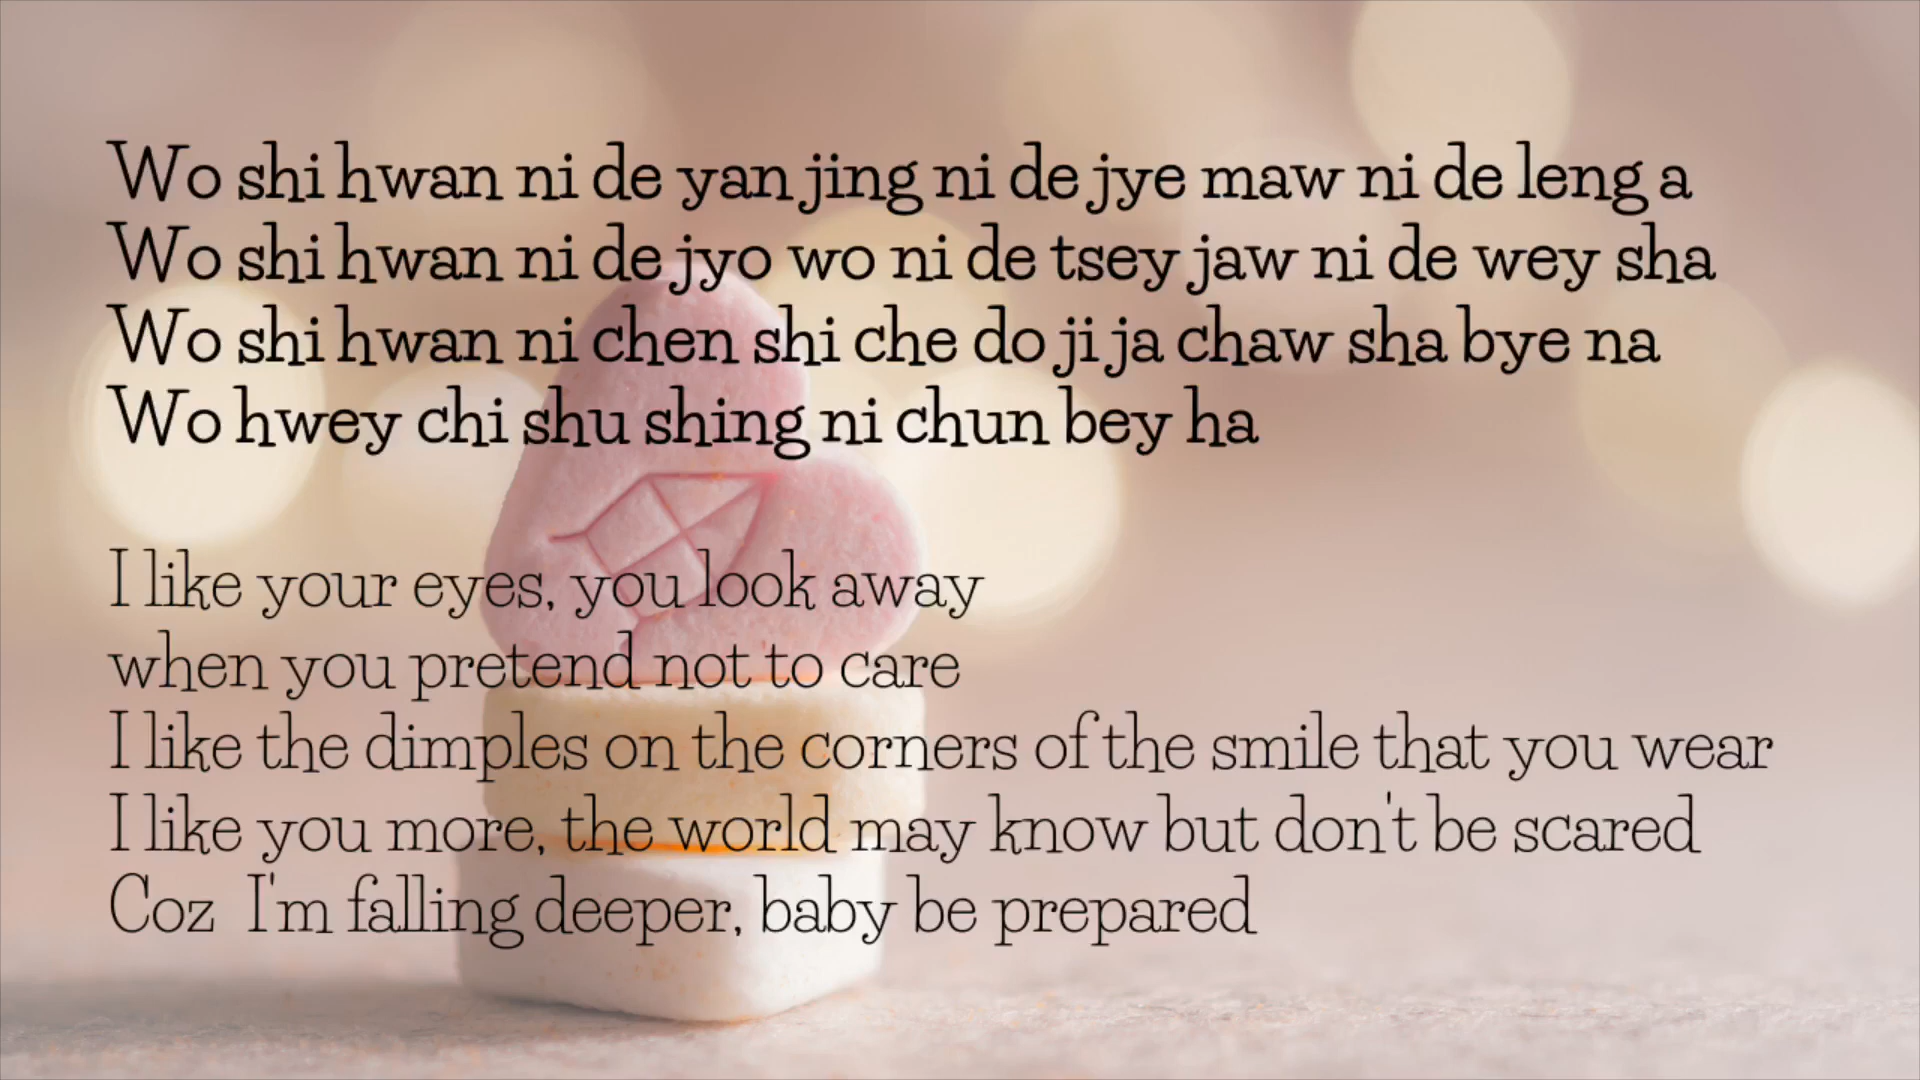 Wo shi hwan ni de yan jing ni de jye maw ni de leng a
Wo shi hwan ni de jyo wo ni de tsey jaw ni de wey sha
Wo shi hwan ni chen shi che do ji ja chaw sha bye na
Wo hwey chi shu shing ni chun bey ha
I like your eyes, you look away
when you pretend not to care
I like the dimples on the corners of the smile that you wear
I like you more, the world may know but don't be scared
Coz I'm falling deeper, baby be prepared